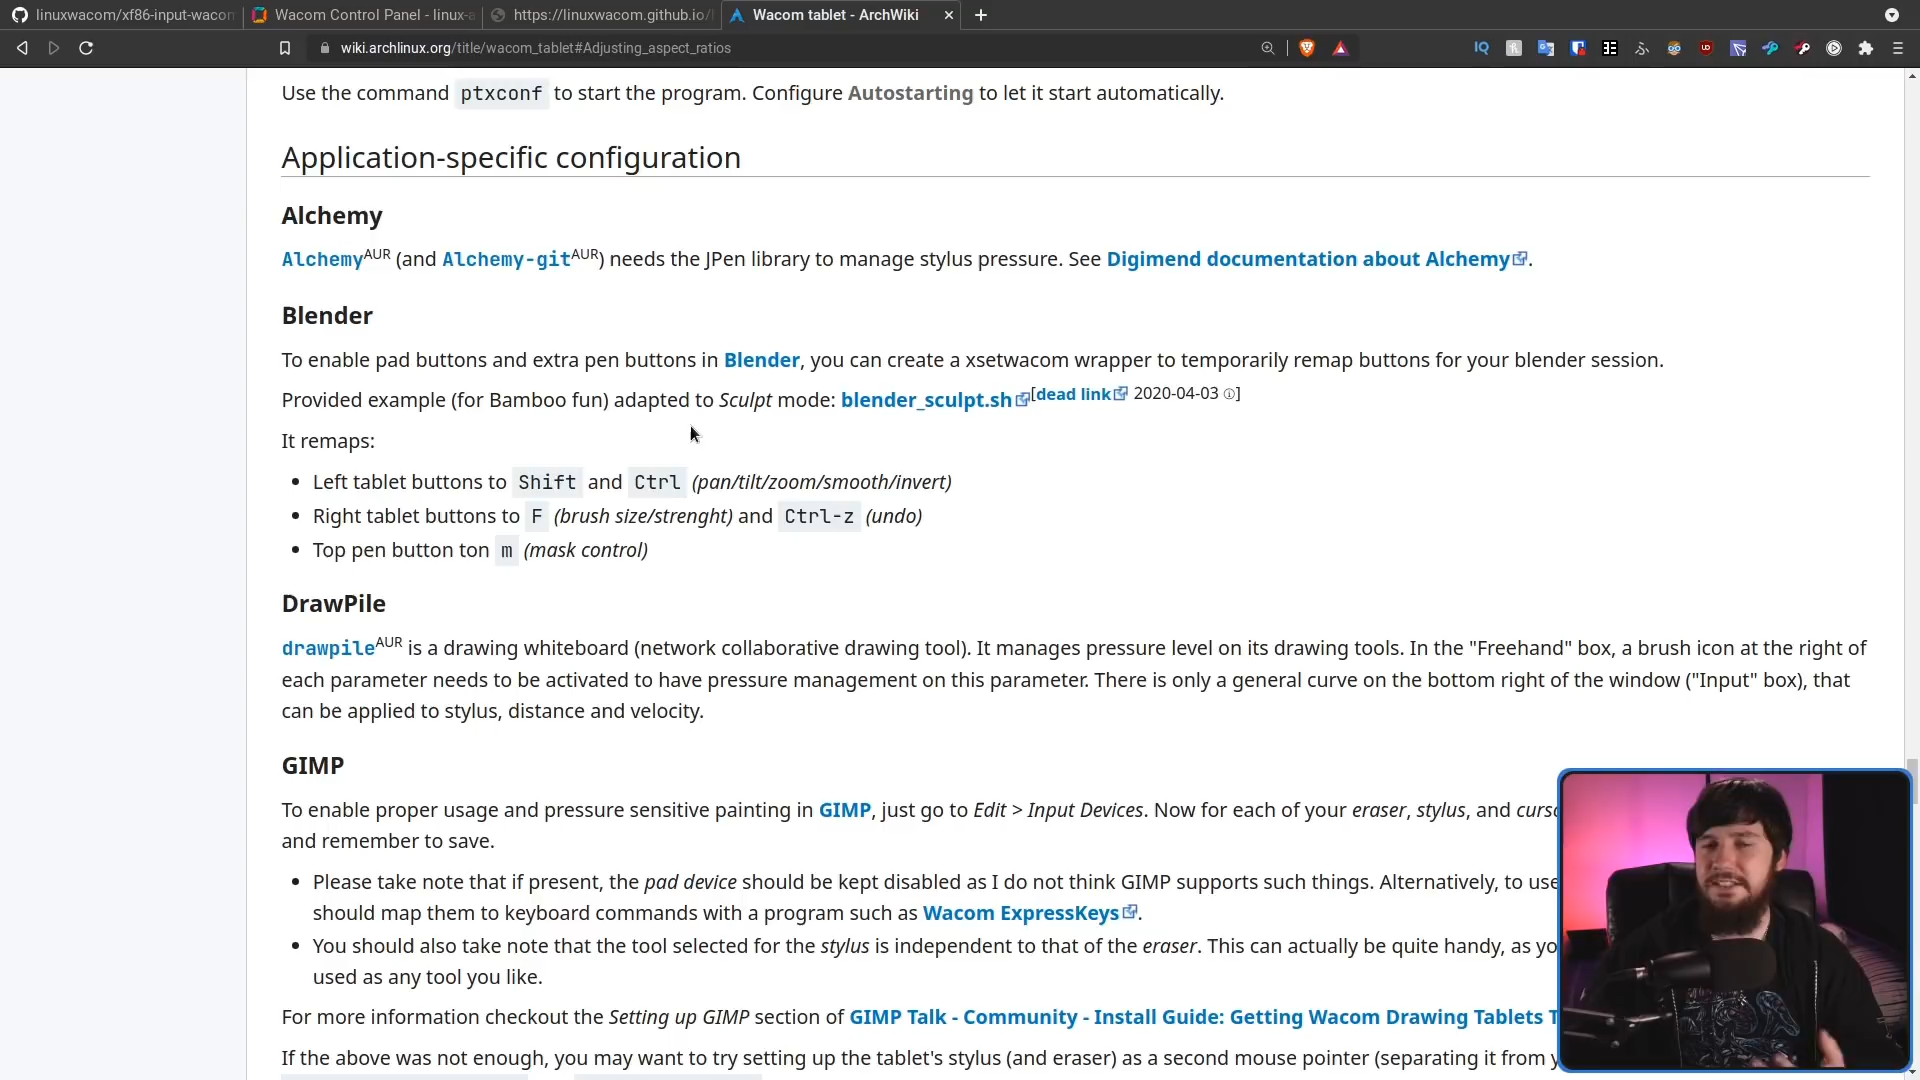 linuxwacom/xf86-input-wacom
Wacom Control Panel - linux-a
https://linuxwacom.github.io/
Wacom tablet - ArchWiki
wiki.archlinux.org/title/wacom_tablet#Adjusting_aspect_ratios
Use the command ptxconf to start the program. Configure Autostarting to let it start automatically.
Application-specific configuration
Alchemy
AlchemyAUR (and Alchemy-gitAUR) needs the JPen library to manage stylus pressure. See Digimend documentation about Alchemy.
Blender
To enable pad buttons and extra pen buttons in Blender, you can create a xsetwacom wrapper to temporarily remap buttons for your blender session.
Provided example (for Bamboo fun) adapted to Sculpt mode: blender_sculpt.sh[dead link 2020-04-03 ⓘ]
It remaps:
• Left tablet buttons to Shift and Ctrl (pan/tilt/zoom/smooth/invert)
• Right tablet buttons to F (brush size/strenght) and Ctrl-z (undo)
• Top pen button ton m (mask control)
DrawPile
drawpileAUR is a drawing whiteboard (network collaborative drawing tool). It manages pressure level on its drawing tools. In the "Freehand" box, a brush icon at the right of
each parameter needs to be activated to have pressure management on this parameter. There is only a general curve on the bottom right of the window ("Input" box), that
can be applied to stylus, distance and velocity.
GIMP
To enable proper usage and pressure sensitive painting in GIMP, just go to Edit > Input Devices. Now for each of your eraser, stylus, and curso
and remember to save.
• Please take note that if present, the pad device should be kept disabled as I do not think GIMP supports such things. Alternatively, to use
should map them to keyboard commands with a program such as Wacom ExpressKeys.
• You should also take note that the tool selected for the stylus is independent to that of the eraser. This can actually be quite handy, as yo
used as any tool you like.
For more information checkout the Setting up GIMP section of GIMP Talk - Community - Install Guide: Getting Wacom Drawing Tablets T
If the above was not enough, you may want to try setting up the tablet's stylus (and eraser) as a second mouse pointer (separating it from y